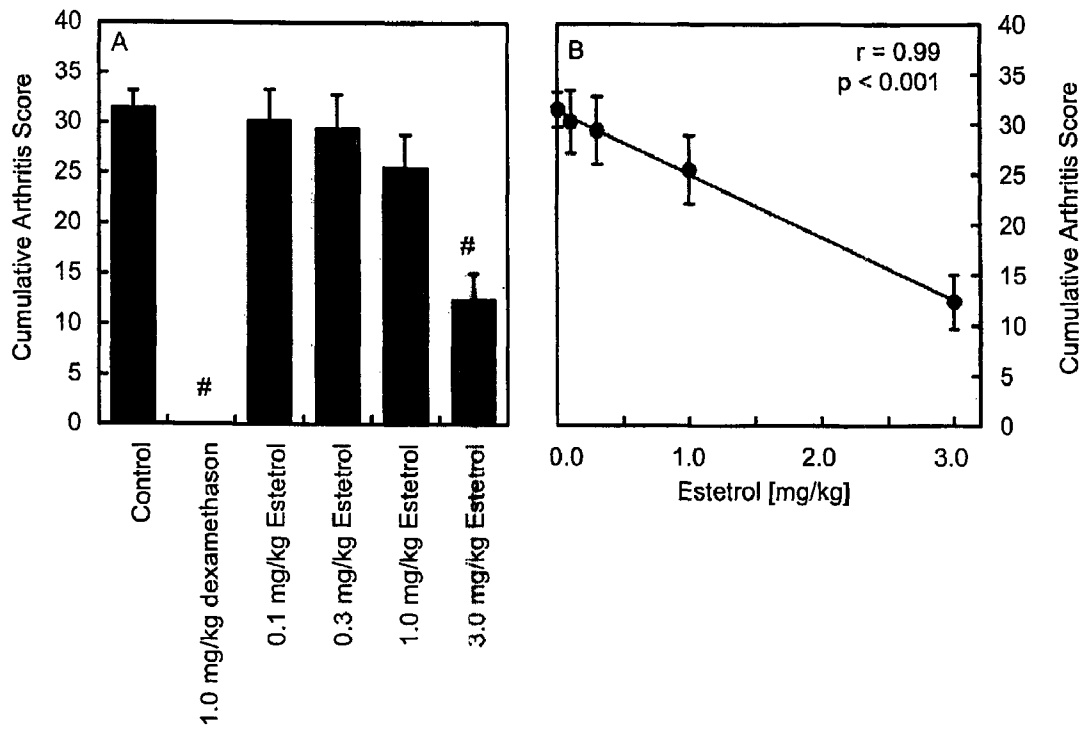 A
Cumulative Arthritis Score
40
35
30
25
20
15
10
5
0
#
#
Control
1.0 mg/kg dexamethason
0.1 mg/kg Estetrol
0.3 mg/kg Estetrol
1.0 mg/kg Estetrol
3.0 mg/kg Estetrol
B
r = 0.99
p < 0.001
40
35
30
25
20
15
10
5
0
Cumulative Arthritis Score
0.0 1.0 2.0 3.0
Estetrol [mg/kg]